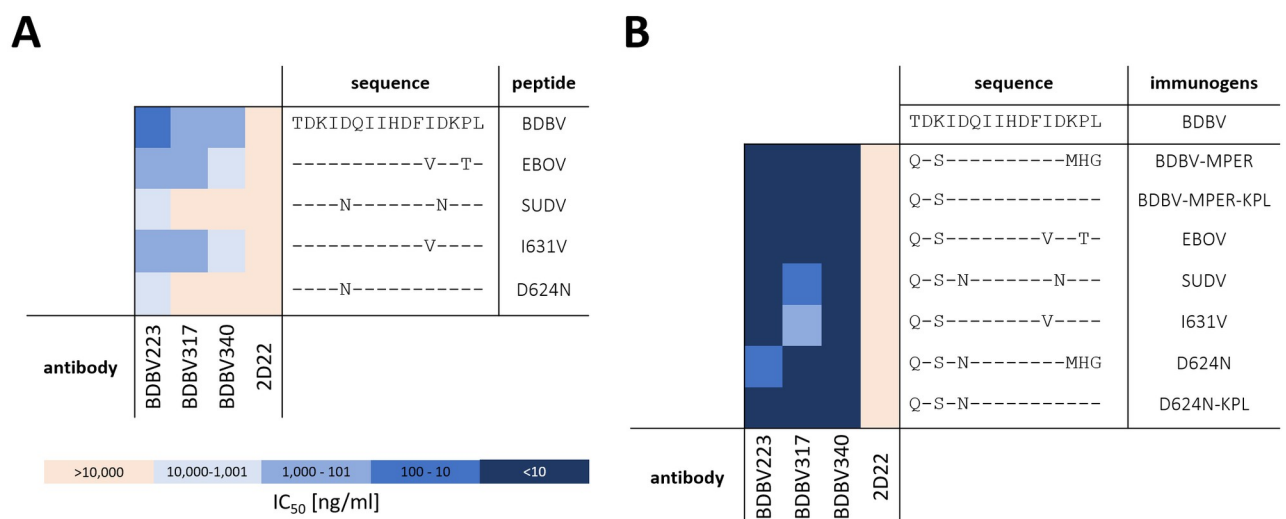 A
sequence peptide
TDKIDQIIHDFIDKPL BDBV
-----------V--T- EBOV
----N-------N--- SUDV
-----------V---- I631V
----N----------- D624N
antibody
BDBV223
BDBV317
BDBV340
2D22
>10,000 10,000-1,001 1,000 - 101 100 - 10 <10
IC50 [ng/ml]
B
sequence immunogens
TDKIDQIIHDFIDKPL BDBV
Q-S----------MHG BDBV-MPER
Q-S------------- BDBV-MPER-KPL
Q-S--------V--T- EBOV
Q-S-N-------N--- SUDV
Q-S--------V---- I631V
Q-S-N--------MHG D624N
Q-S-N----------- D624N-KPL
antibody
BDBV223
BDBV317
BDBV340
2D22